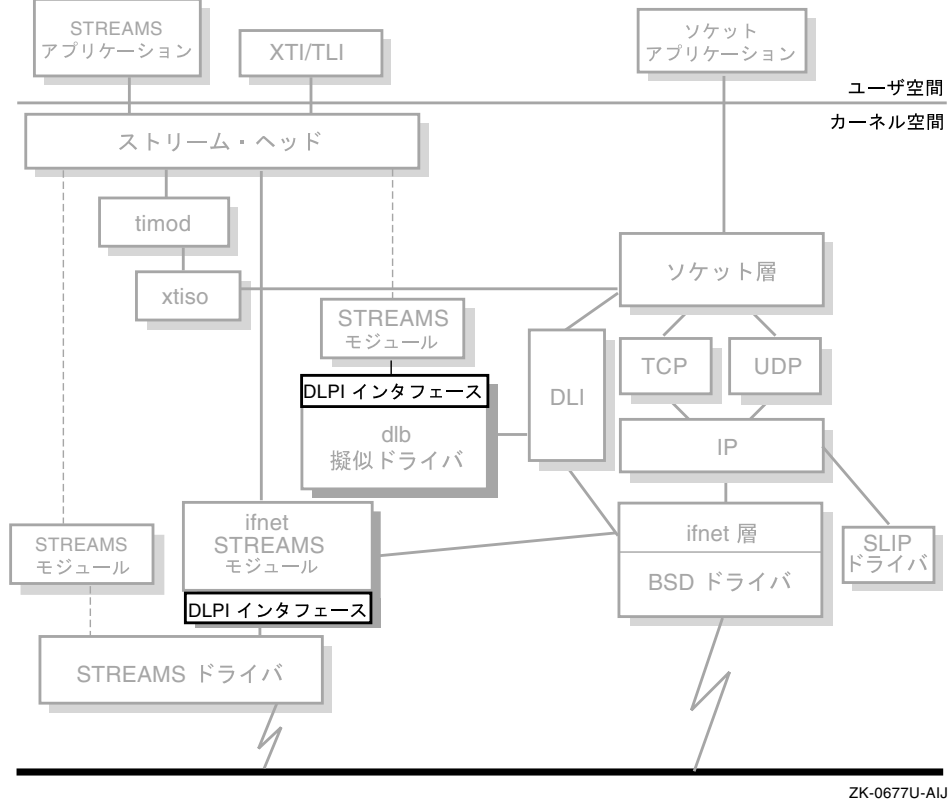 STREAMS
アプリケーション
XTI/TLI
ソケット
アプリケーション
ユーザ空間
カーネル空間
ストリーム・ヘッド
timod
xtiso
ソケット層
STREAMS
モジュール
DLPI インタフェース
dlb
擬似ドライバ
DLI
TCP
UDP
IP
ifnet
STREAMS
モジュール
DLPI インタフェース
STREAMS
モジュール
ifnet 層
BSD ドライバ
SLIP
ドライバ
STREAMS ドライバ
ZK-0677U-AIJ